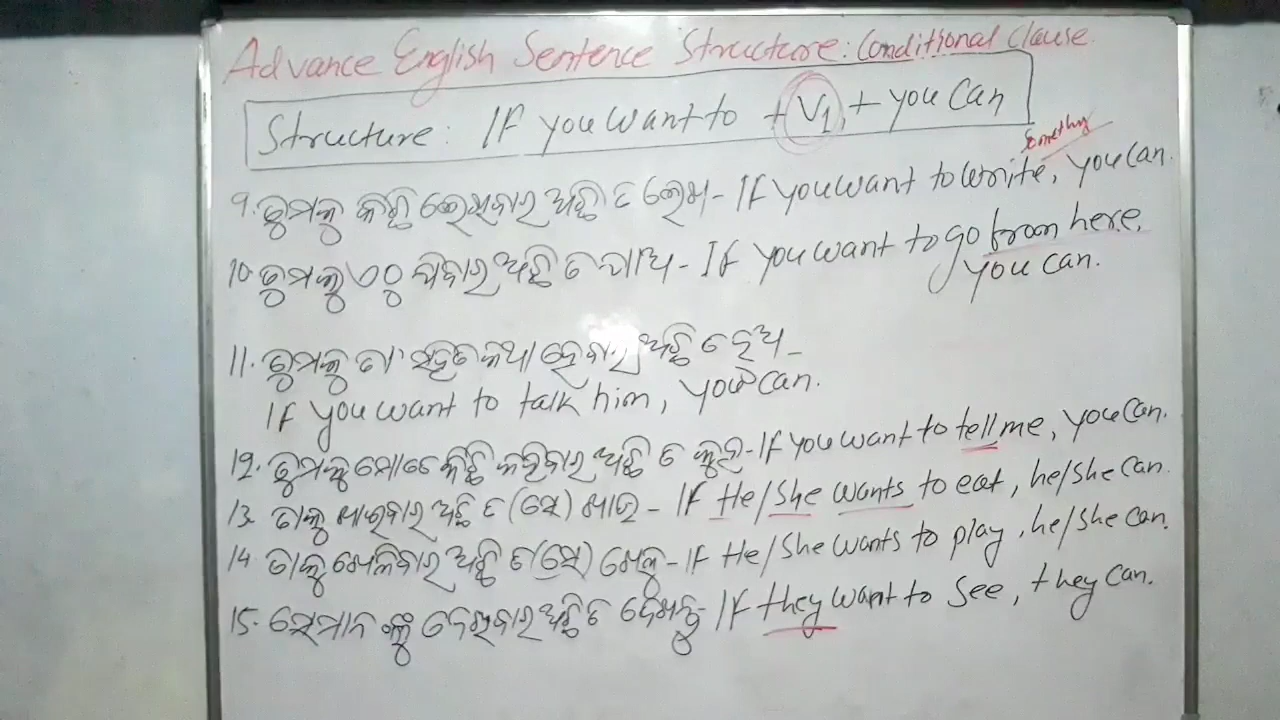 Advance English Sentence Structure: Conditional Clause.
Structure: If you want to + V1, + you can
Somethig
9. ତୁମକୁ କିଛି ଲେଖିବାର ଅଛି ତ ଲେଖ - If you want to write, you can.
10. ତୁମକୁ ଏଠୁ ଯିବାର ଅଛି ତ ଯାଅ - If you want to go from here,
you can.
11. ତୁମକୁ ତା' ସହିତ କଥା ହେବାର ଅଛି ତ ହୁଅ -
If you want to talk him, you can.
12. ତୁମକୁ ମୋତେ କିଛି କହିବାର ଅଛି ତ କୁହ - If you want to tell me, you can.
13. ତାକୁ ଖାଇବାର ଅଛି ତ (ସେ) ଖାଉ - If He/She wants to eat, he/she can.
14. ତାକୁ ଖେଳିବାର ଅଛି ତ (ସେ) ଖେଳୁ - If He/She wants to play, he/she can.
15. ସେମାନଙ୍କୁ ଦେଖିବାର ଅଛି ତ ଦେଖନ୍ତୁ - If they want to see, they can.